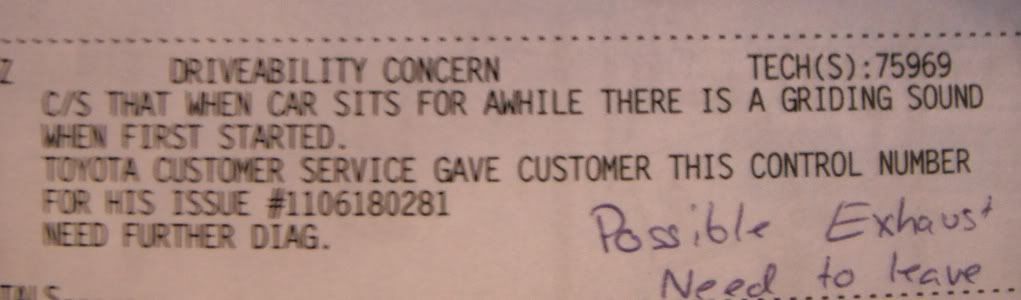 Z DRIVEABILITY CONCERN TECH(S):75969
C/S THAT WHEN CAR SITS FOR AWHILE THERE IS A GRIDING SOUND
WHEN FIRST STARTED.
TOYOTA CUSTOMER SERVICE GAVE CUSTOMER THIS CONTROL NUMBER
FOR HIS ISSUE #1106180281
NEED FURTHER DIAG.
Possible Exhaust
Need to leave